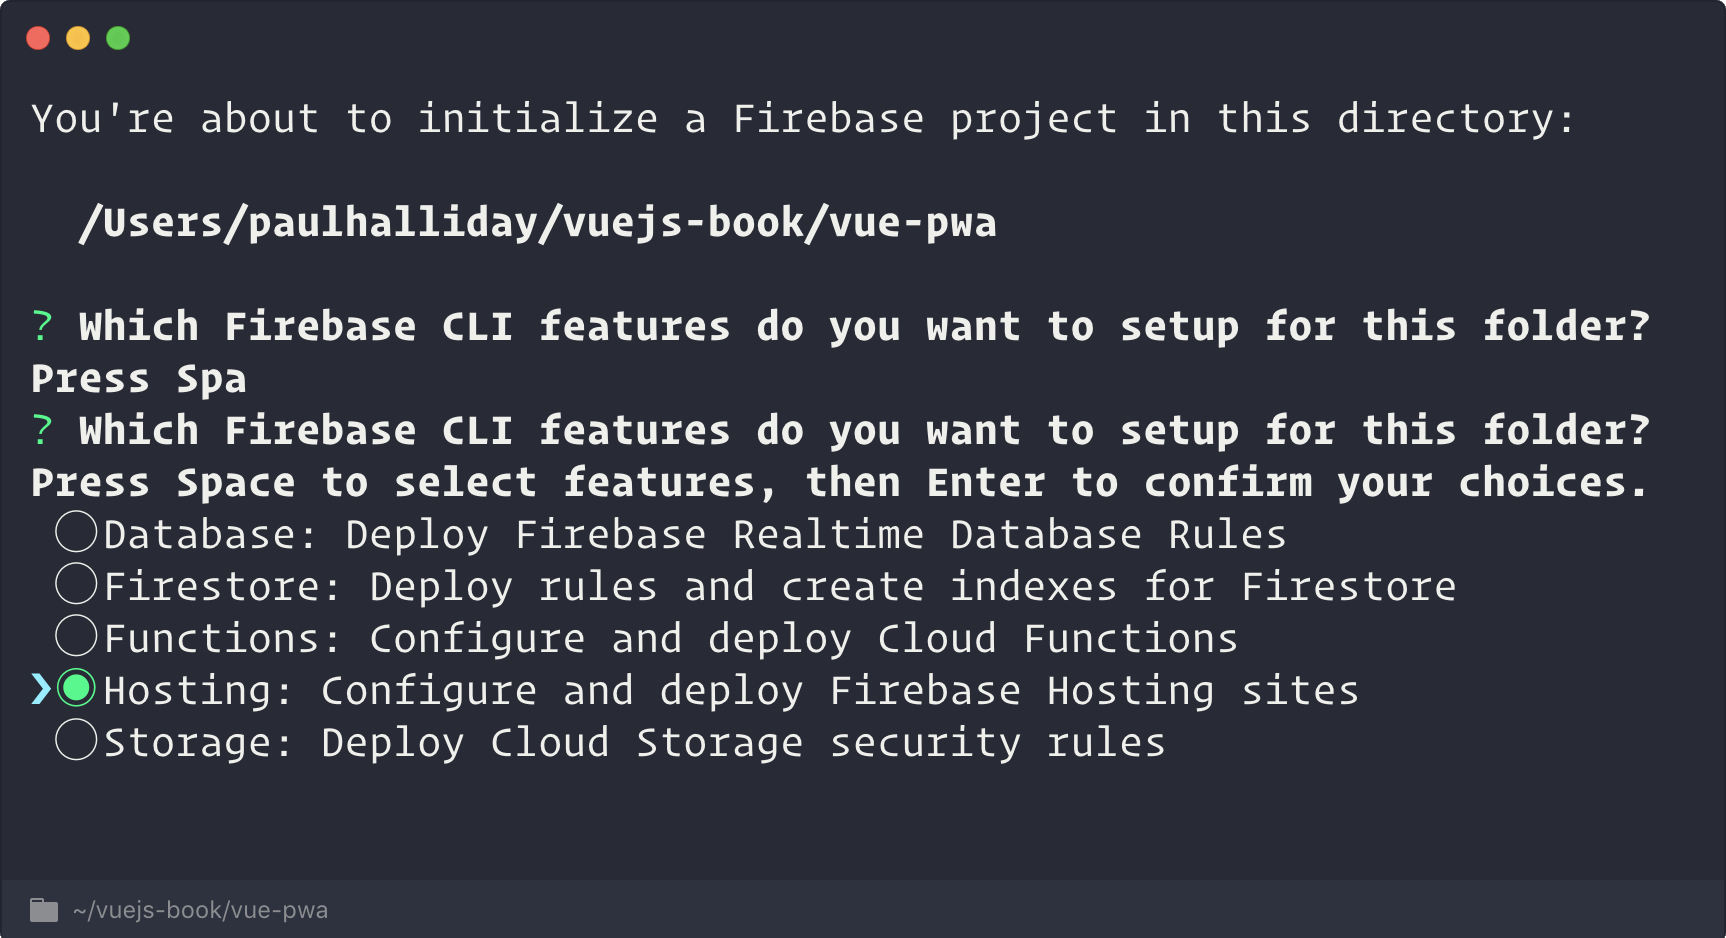 You're about to initialize a Firebase project in this directory:
/Users/paulhalliday/vuejs-book/vue-pwa
? Which Firebase CLI features do you want to setup for this folder?
Press Spa
? Which Firebase CLI features do you want to setup for this folder?
Press Space to select features, then Enter to confirm your choices.
◯Database: Deploy Firebase Realtime Database Rules
◯Firestore: Deploy rules and create indexes for Firestore
◯Functions: Configure and deploy Cloud Functions
❯◉Hosting: Configure and deploy Firebase Hosting sites
◯Storage: Deploy Cloud Storage security rules
~/vuejs-book/vue-pwa